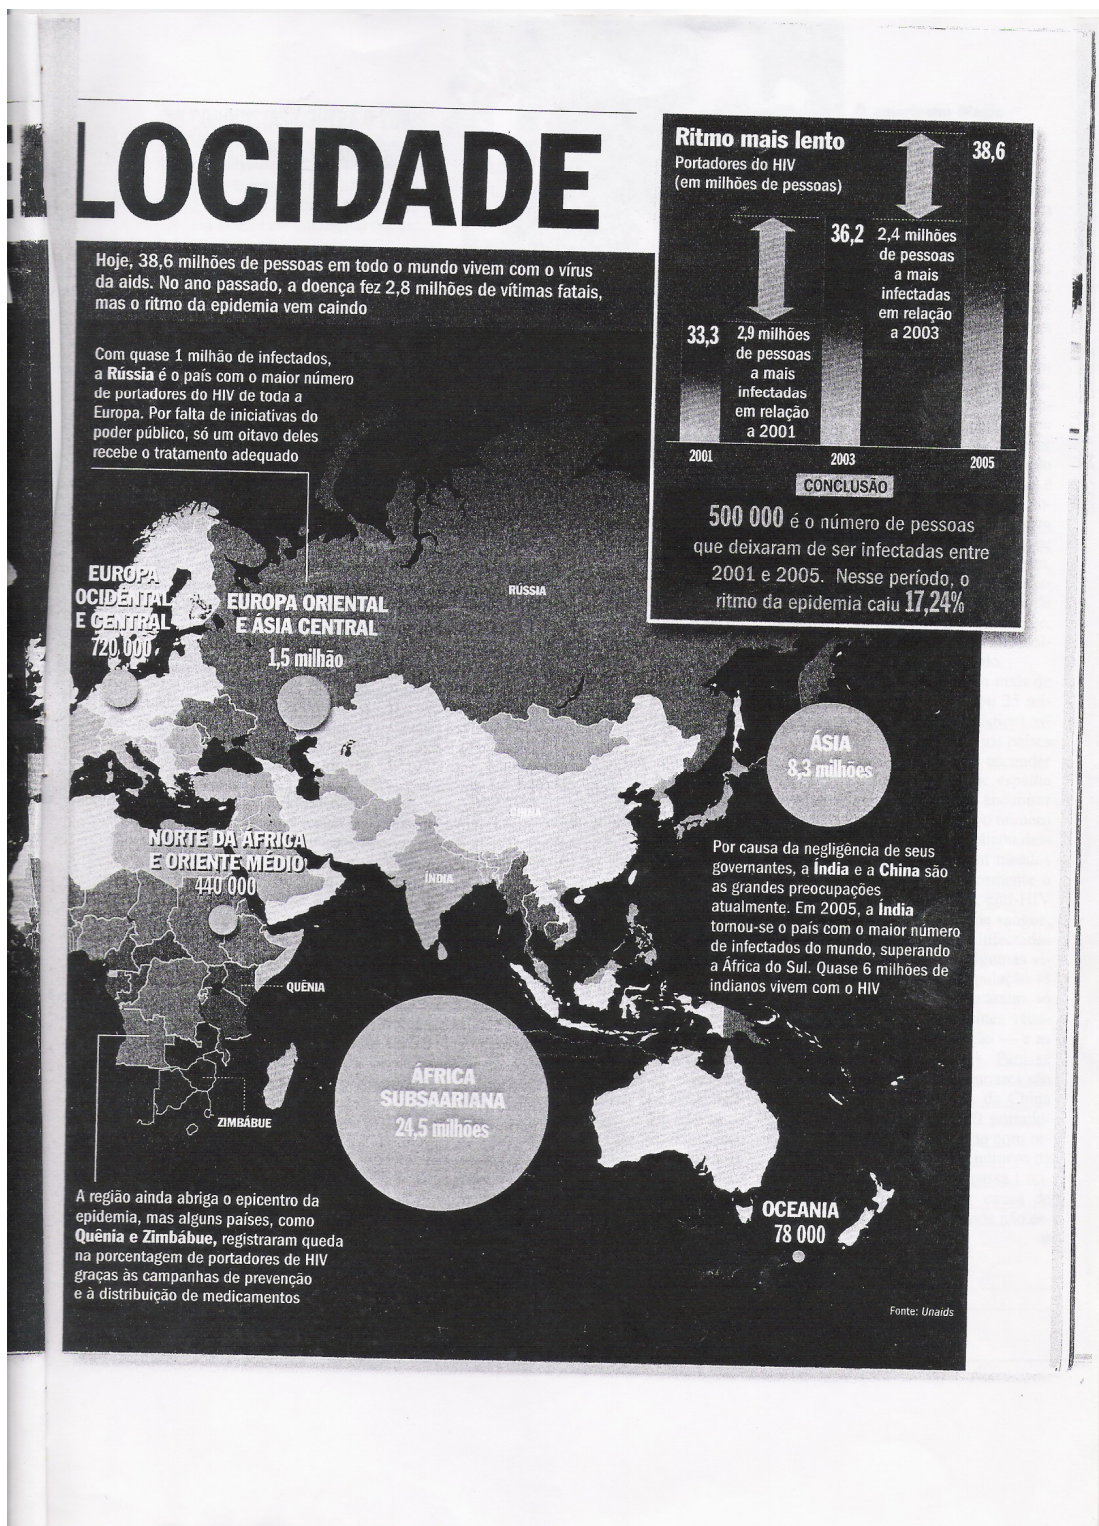 LOCIDADE
Hoje, 38,6 milhões de pessoas em todo o mundo vivem com o vírus
da aids. No ano passado, a doença fez 2,8 milhões de vítimas fatais,
mas o ritmo da epidemia vem caindo
Com quase 1 milhão de infectados,
a Rússia é o país com o maior número
de portadores do HIV de toda a
Europa. Por falta de iniciativas do
poder público, só um oitavo deles
recebe o tratamento adequado
Ritmo mais lento
Portadores do HIV
(em milhões de pessoas)
33,3
2,9 milhões
de pessoas
a mais
infectadas
em relação
a 2001
36,2
2,4 milhões
de pessoas
a mais
infectadas
em relação
a 2003
38,6
2001
2003
2005
CONCLUSÃO
500 000 é o número de pessoas
que deixaram de ser infectadas entre
2001 e 2005. Nesse período, o
ritmo da epidemia caiu 17,24%
EUROPA
OCIDENTAL
E CENTRAL
720 000
EUROPA ORIENTAL
E ÁSIA CENTRAL
1,5 milhão
RÚSSIA
ÁSIA
8,3 milhões
CHINA
ÍNDIA
NORTE DA ÁFRICA
E ORIENTE MÉDIO
440 000
Por causa da negligência de seus
governantes, a Índia e a China são
as grandes preocupações
atualmente. Em 2005, a Índia
tornou-se o país com o maior número
de infectados do mundo, superando
a África do Sul. Quase 6 milhões de
indianos vivem com o HIV
QUÊNIA
ZIMBÁBUE
ÁFRICA
SUBSAARIANA
24,5 milhões
A região ainda abriga o epicentro da
epidemia, mas alguns países, como
Quênia e Zimbábue, registraram queda
na porcentagem de portadores de HIV
graças às campanhas de prevenção
e à distribuição de medicamentos
OCEANIA
78 000
Fonte: Unaids